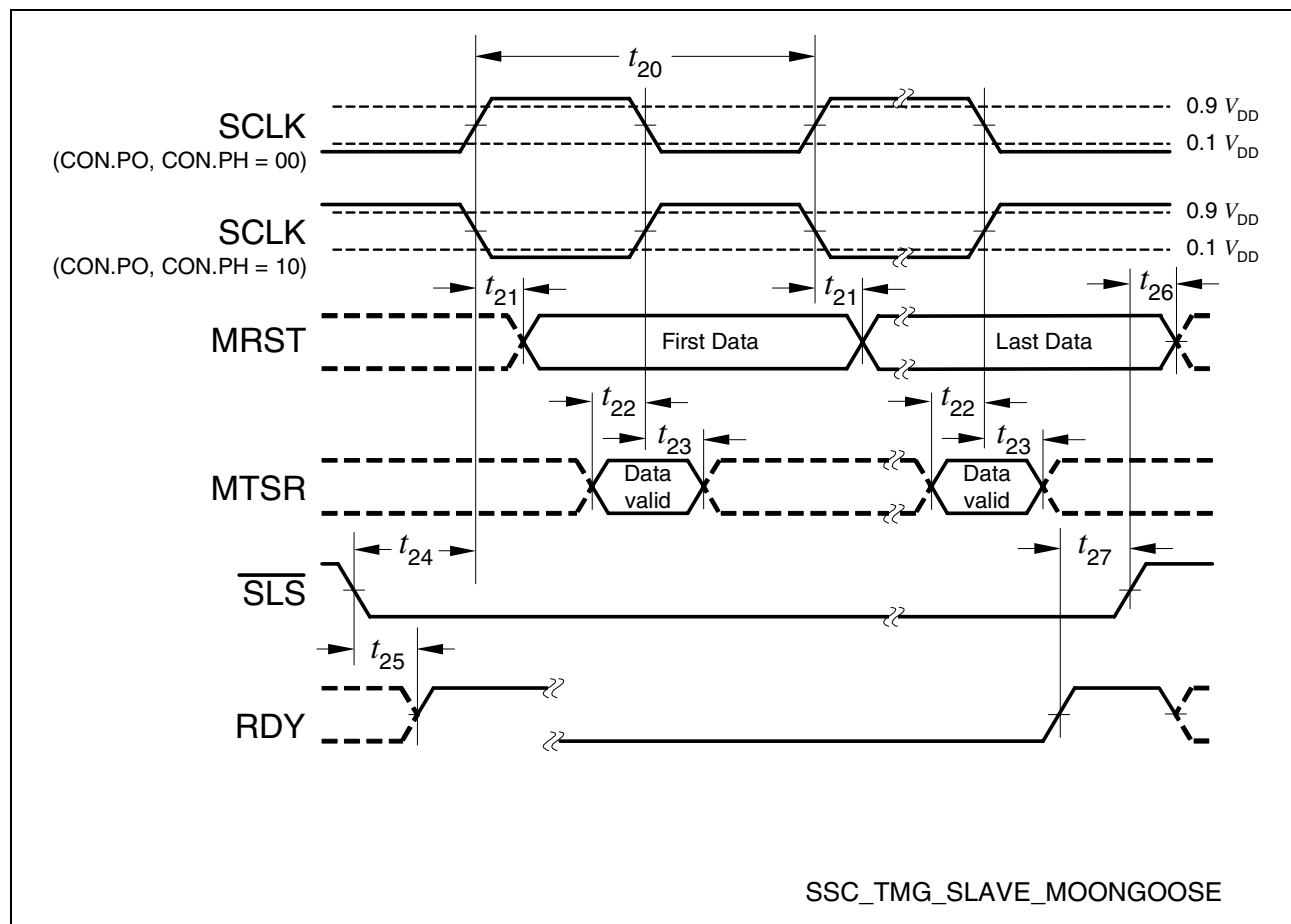 t20
0.9 VDD
SCLK
0.1 VDD
(CON.PO, CON.PH = 00)
0.9 VDD
SCLK
0.1 VDD
(CON.PO, CON.PH = 10)
t21
t21
t26
MRST
First Data
Last Data
t22
t22
t23
t23
MTSR
Data valid
Data valid
t24
t27
SLS
t25
RDY
SSC_TMG_SLAVE_MOONGOOSE